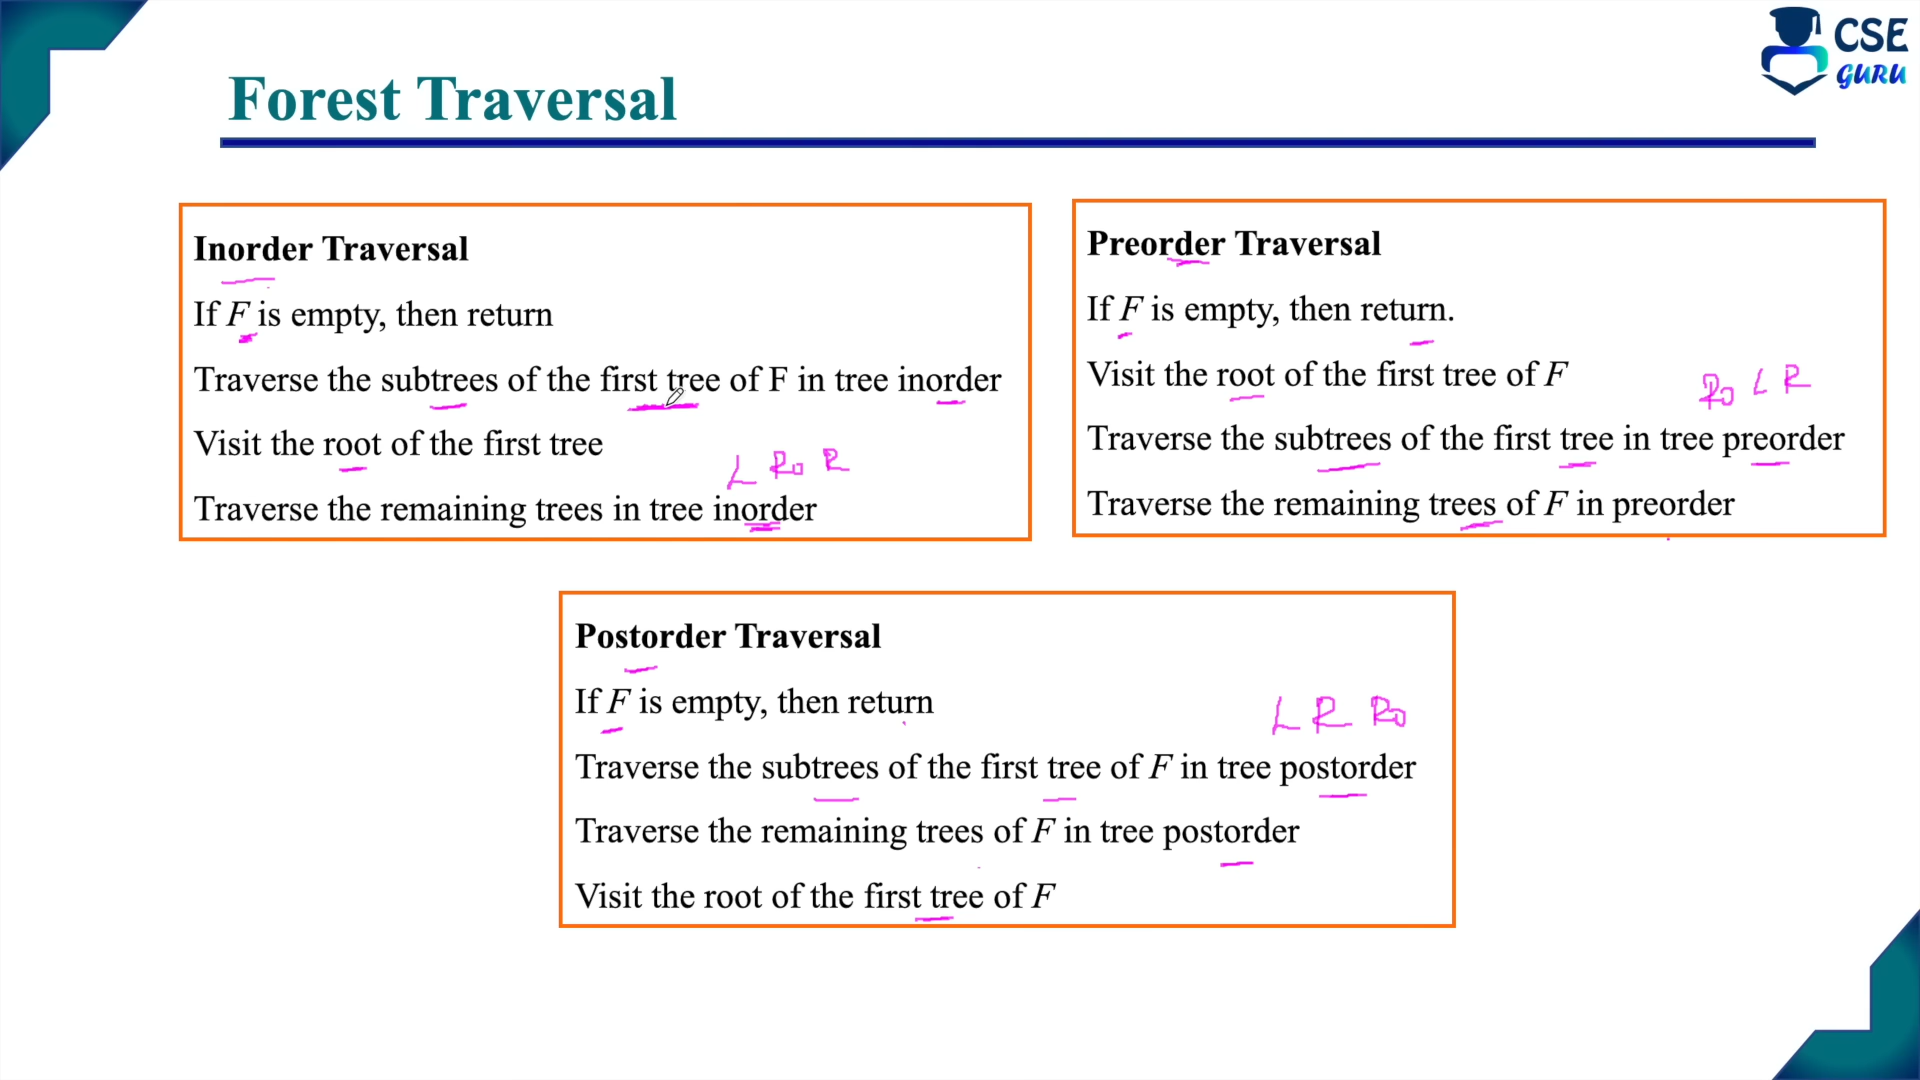 CSE
GURU
Forest Traversal
Inorder Traversal
If F is empty, then return
Traverse the subtrees of the first tree of F in tree inorder
Visit the root of the first tree
L Ro R
Traverse the remaining trees in tree inorder
Preorder Traversal
If F is empty, then return.
Visit the root of the first tree of F
Ro L R
Traverse the subtrees of the first tree in tree preorder
Traverse the remaining trees of F in preorder
Postorder Traversal
If F is empty, then return
L R Ro
Traverse the subtrees of the first tree of F in tree postorder
Traverse the remaining trees of F in tree postorder
Visit the root of the first tree of F